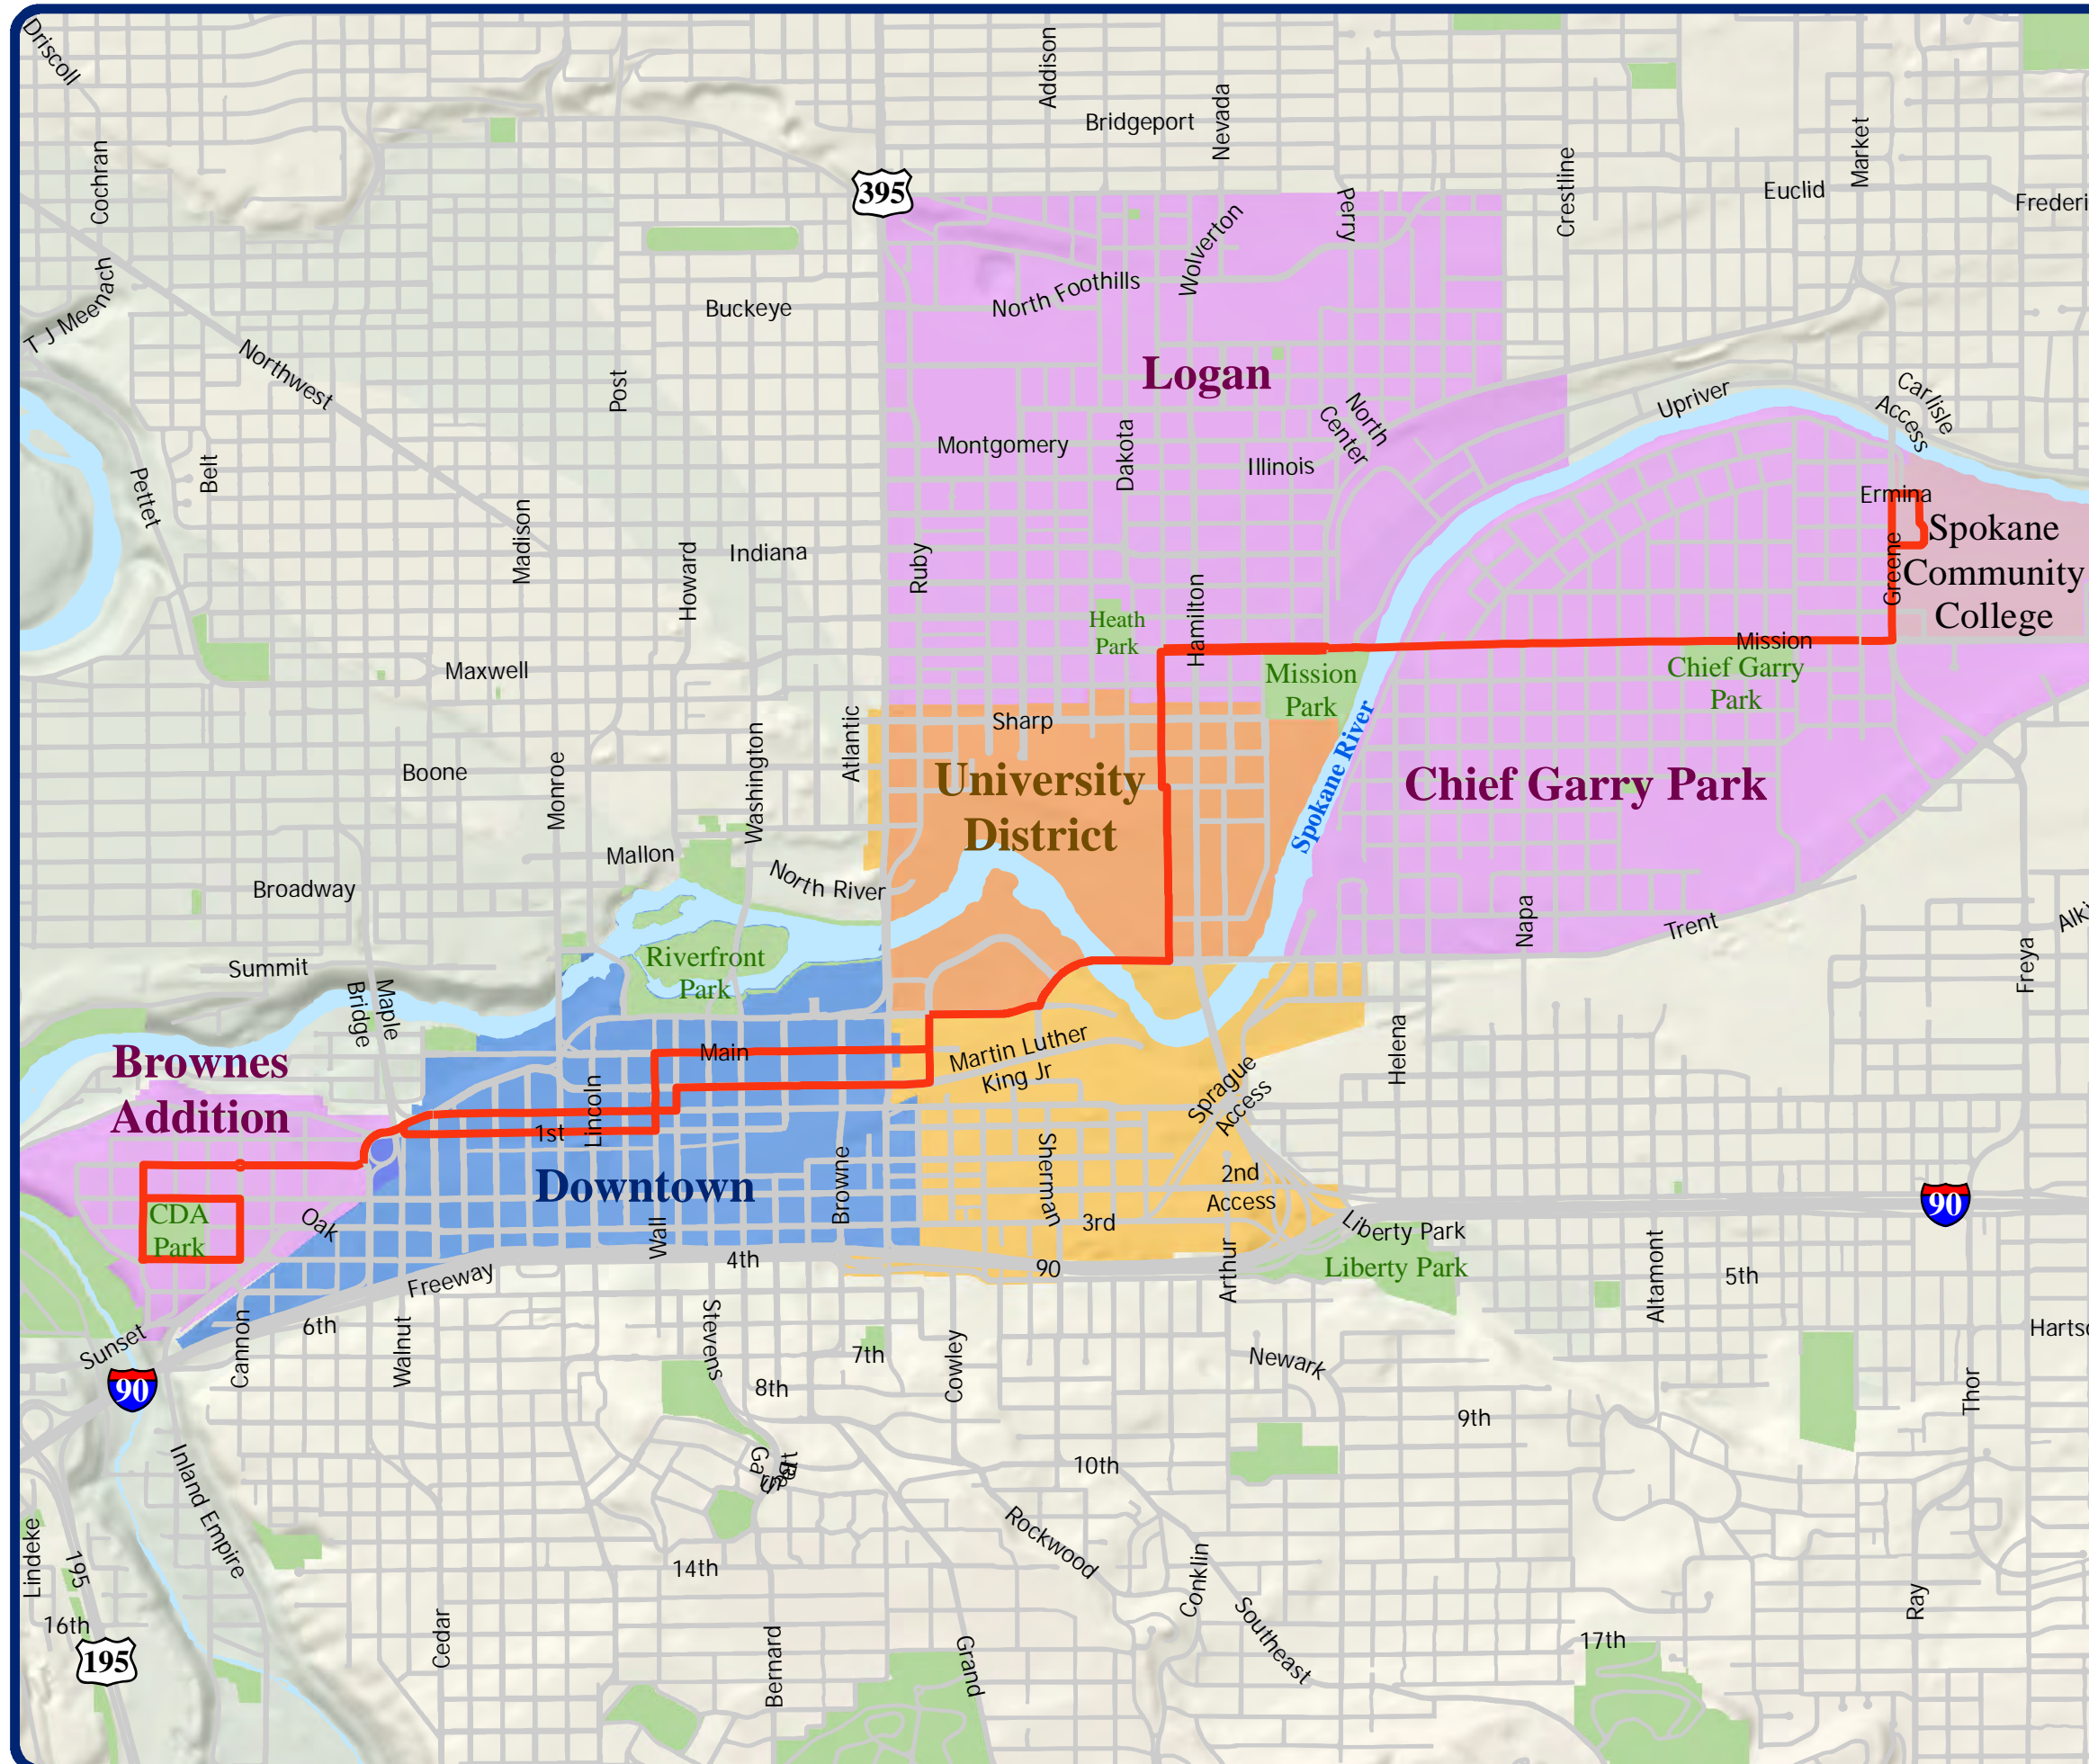 Driscoll
Addison
Bridgeport
Nevada
Cochran
Crestline
Market
395
Perry
Euclid
Frederi
Wolverton
T J Meenach
North Foothills
Buckeye
Northwest
Post
Logan
Upriver
Carlisle
Access
North
Center
Montgomery
Dakota
Illinois
Belt
Pettet
Ermina
Madison
Indiana
Howard
Ruby
Spokane
Community
College
Greene
Hamilton
Heath
Park
Mission
Maxwell
Mission
Park
Chief Garry
Park
Sharp
Atlantic
Washington
Monroe
Boone
University
District
Spokane River
Chief Garry Park
Mallon
North River
Broadway
Napa
Trent
Alki
Freya
Summit
Riverfront
Park
Bridge
Maple
Brownes
Addition
Main
Martin Luther
King Jr
Helena
Sprague
Access
Lincoln
1st
Downtown
Browne
Sherman
2nd
Access
90
CDA
Park
Oak
Wall
3rd
Liberty Park
4th
90
Arthur
Liberty Park
Freeway
Altamont
5th
Sunset
Cannon
6th
Walnut
Stevens
7th
Cowley
Newark
Hartso
90
8th
Thor
9th
Inland Empire
10th
Lindeke
195
Rockwood
14th
Conklin
Southeast
Ray
16th
195
Cedar
Bernard
Grand
17th